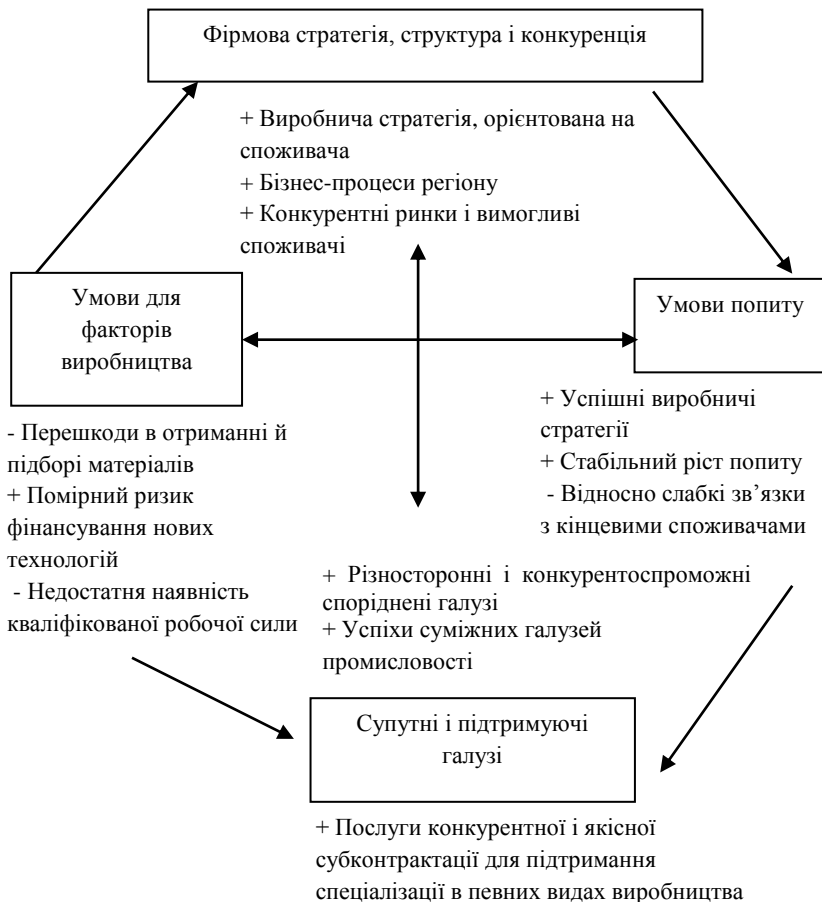 Фірмова стратегія, структура і конкуренція
+ Виробнича стратегія, орієнтована на
споживача
+ Бізнес-процеси регіону
+ Конкурентні ринки і вимогливі
споживачі
Умови для
факторів
виробництва
Умови попиту
- Перешкоди в отриманні й
підборі матеріалів
+ Помірний ризик
фінансування нових
технологій
- Недостатня наявність
кваліфікованої робочої сили
+ Успішні виробничі
стратегії
+ Стабільний ріст попиту
- Відносно слабкі зв’язки
з кінцевими споживачами
+ Різносторонні і конкурентоспроможні
споріднені галузі
+ Успіхи суміжних галузей
промисловості
Супутні і підтримуючі
галузі
+ Послуги конкурентної і якісної
субконтрактації для підтримання
спеціалізації в певних видах виробництва